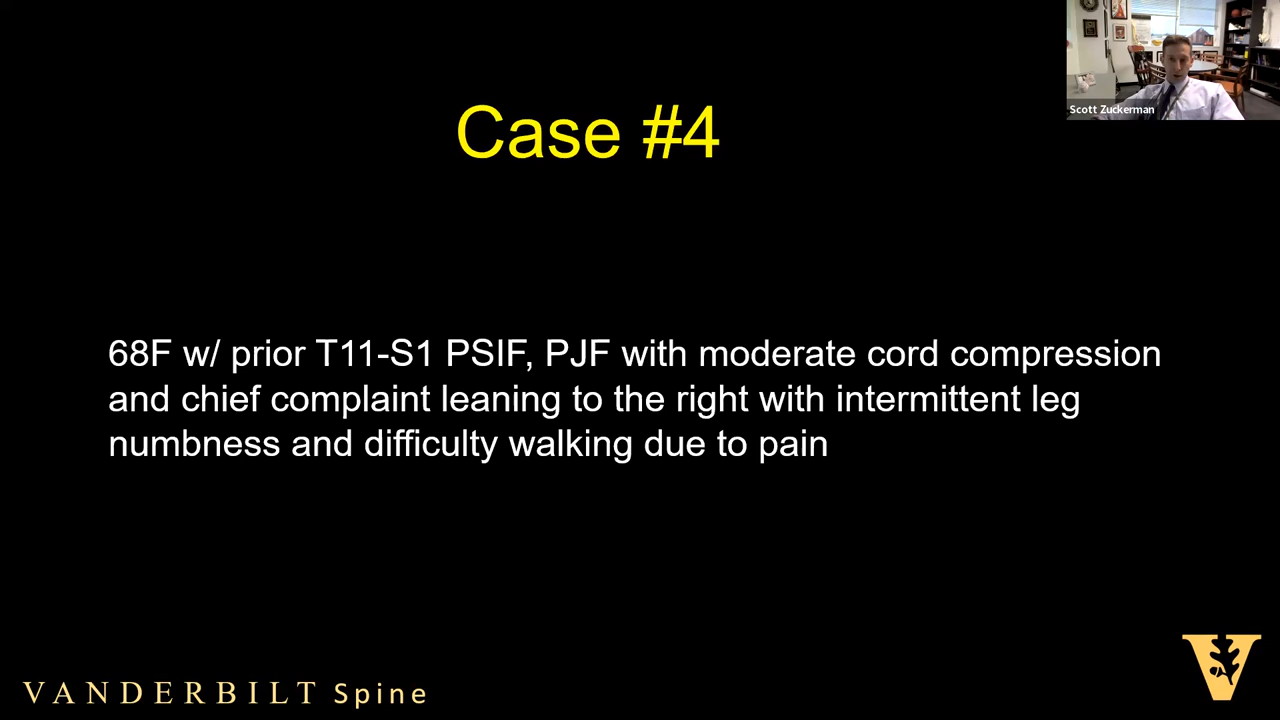 Case #4
Scott Zuckerman
68F w/ prior T11-S1 PSIF, PJF with moderate cord compression
and chief complaint leaning to the right with intermittent leg
numbness and difficulty walking due to pain
VANDERBILT Spine
V